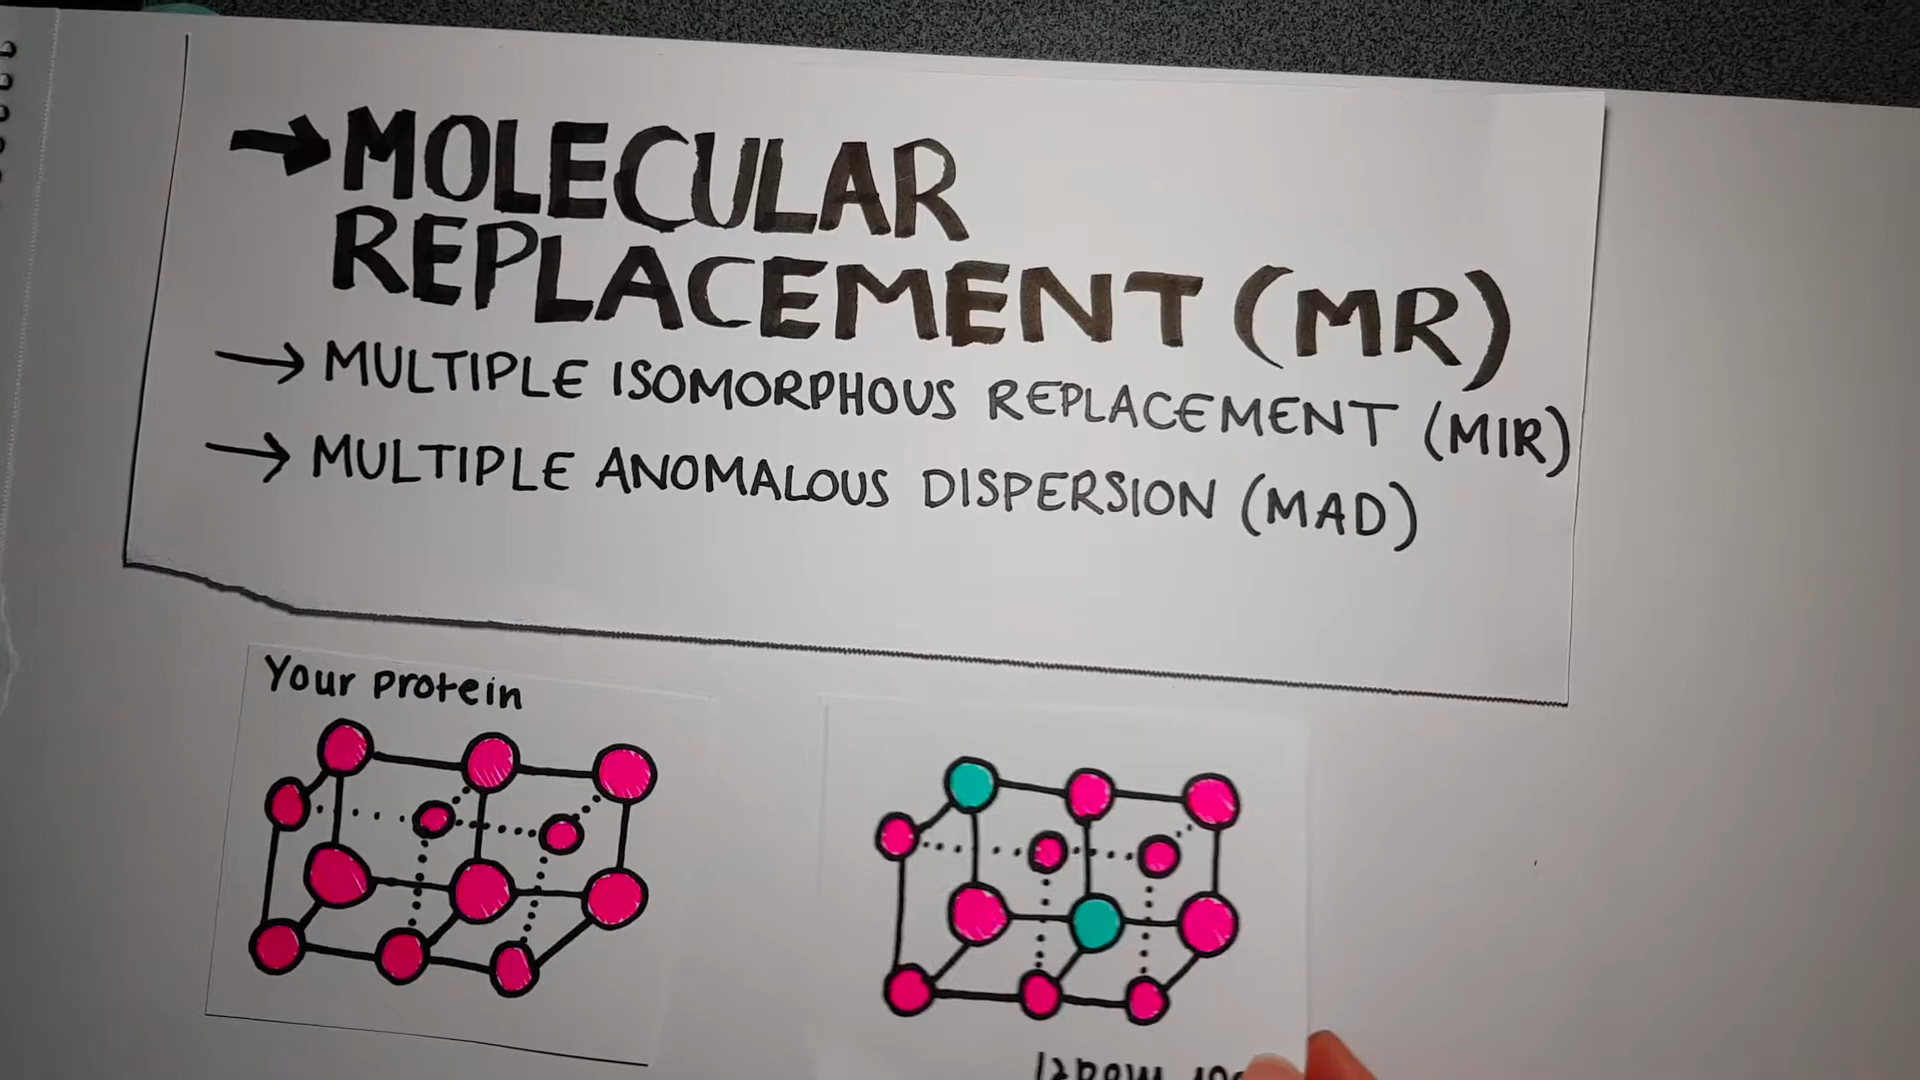 → MOLECULAR
REPLACEMENT (MR)
→ MULTIPLE ISOMORPHOUS REPLACEMENT (MIR)
→ MULTIPLE ANOMALOUS DISPERSION (MAD)
Your protein